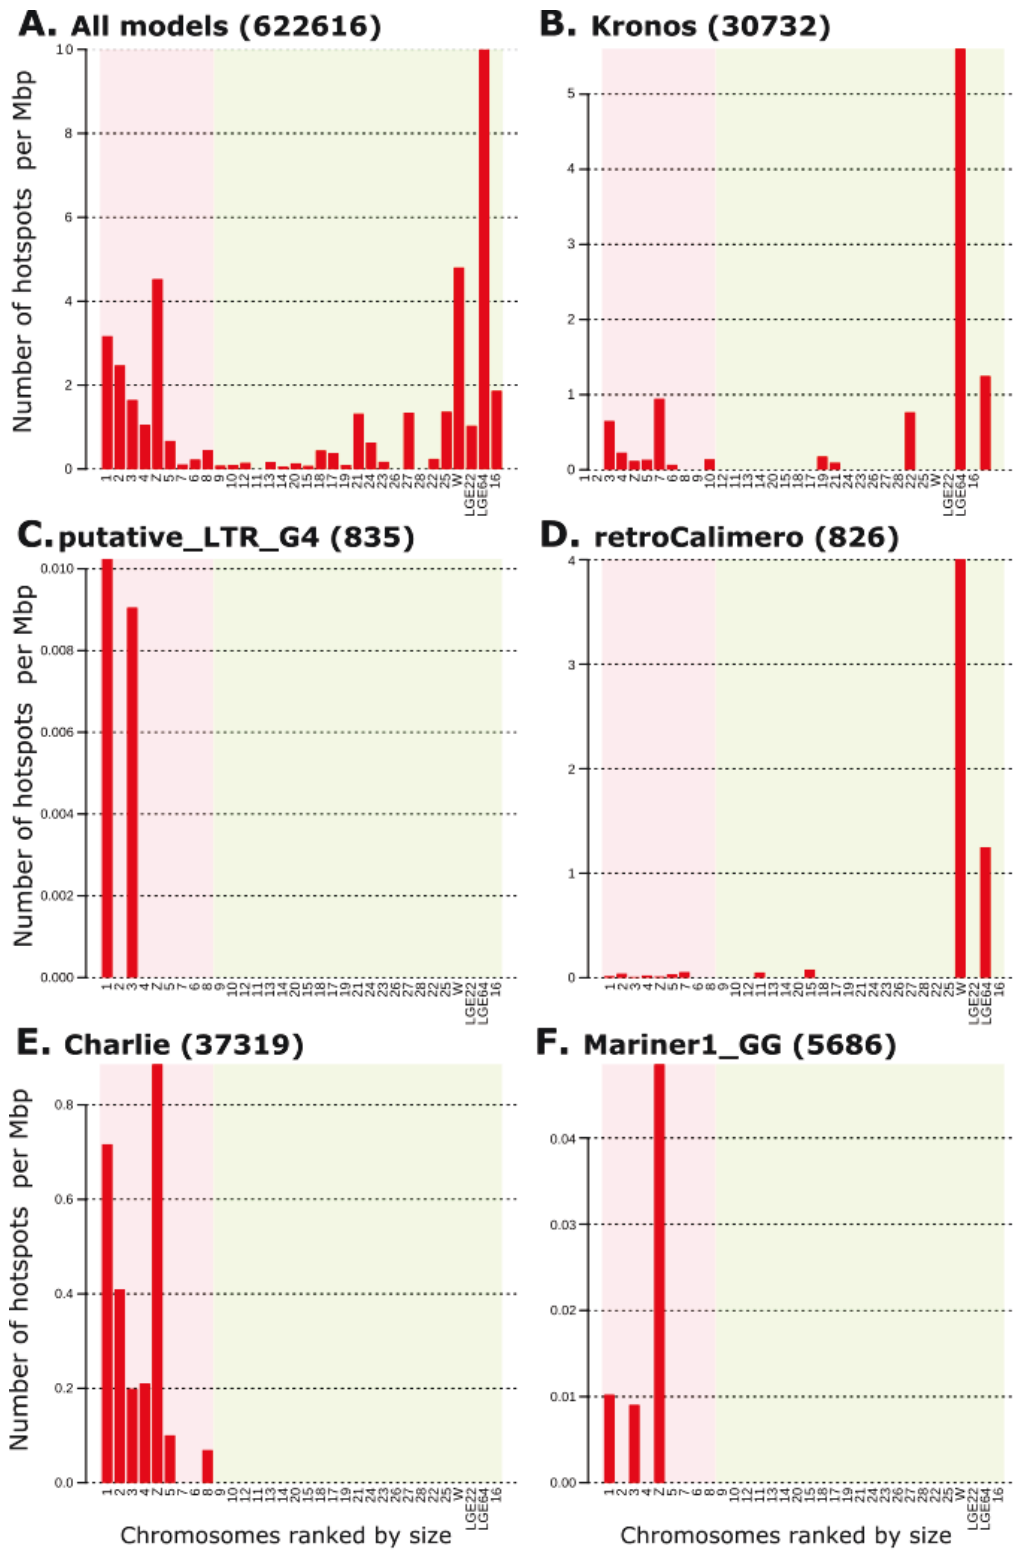 A. All models (622616)
Number of hotspots per Mbp
10
8
6
4
2
0
1 2 3 4 Z 5 7 6 8 9 10 12 11 13 14 20 15 18 17 19 21 24 23 26 27 28 22 25 W LGE22 LGE64 16
B. Kronos (30732)
5
4
3
2
1
0
1 2 3 4 Z 5 7 6 8 9 10 12 11 13 14 20 15 18 17 19 21 24 23 26 27 28 22 25 W LGE22 LGE64 16
C. putative_LTR_G4 (835)
Number of hotspots per Mbp
0.010
0.008
0.006
0.004
0.002
0.000
1 2 3 4 Z 5 7 6 8 9 10 12 11 13 14 20 15 18 17 19 21 24 23 26 27 28 22 25 W LGE22 LGE64 16
D. retroCalimero (826)
4
3
2
1
0
1 2 3 4 Z 5 7 6 8 9 10 12 11 13 14 20 15 18 17 19 21 24 23 26 27 28 22 25 W LGE22 LGE64 16
E. Charlie (37319)
Number of hotspots per Mbp
0.8
0.6
0.4
0.2
0.0
1 2 3 4 Z 5 7 6 8 9 10 12 11 13 14 20 15 18 17 19 21 24 23 26 27 28 22 25 W LGE22 LGE64 16
Chromosomes ranked by size
F. Mariner1_GG (5686)
0.04
0.03
0.02
0.01
0.00
1 2 3 4 Z 5 7 6 8 9 10 12 11 13 14 20 15 18 17 19 21 24 23 26 27 28 22 25 W LGE22 LGE64 16
Chromosomes ranked by size